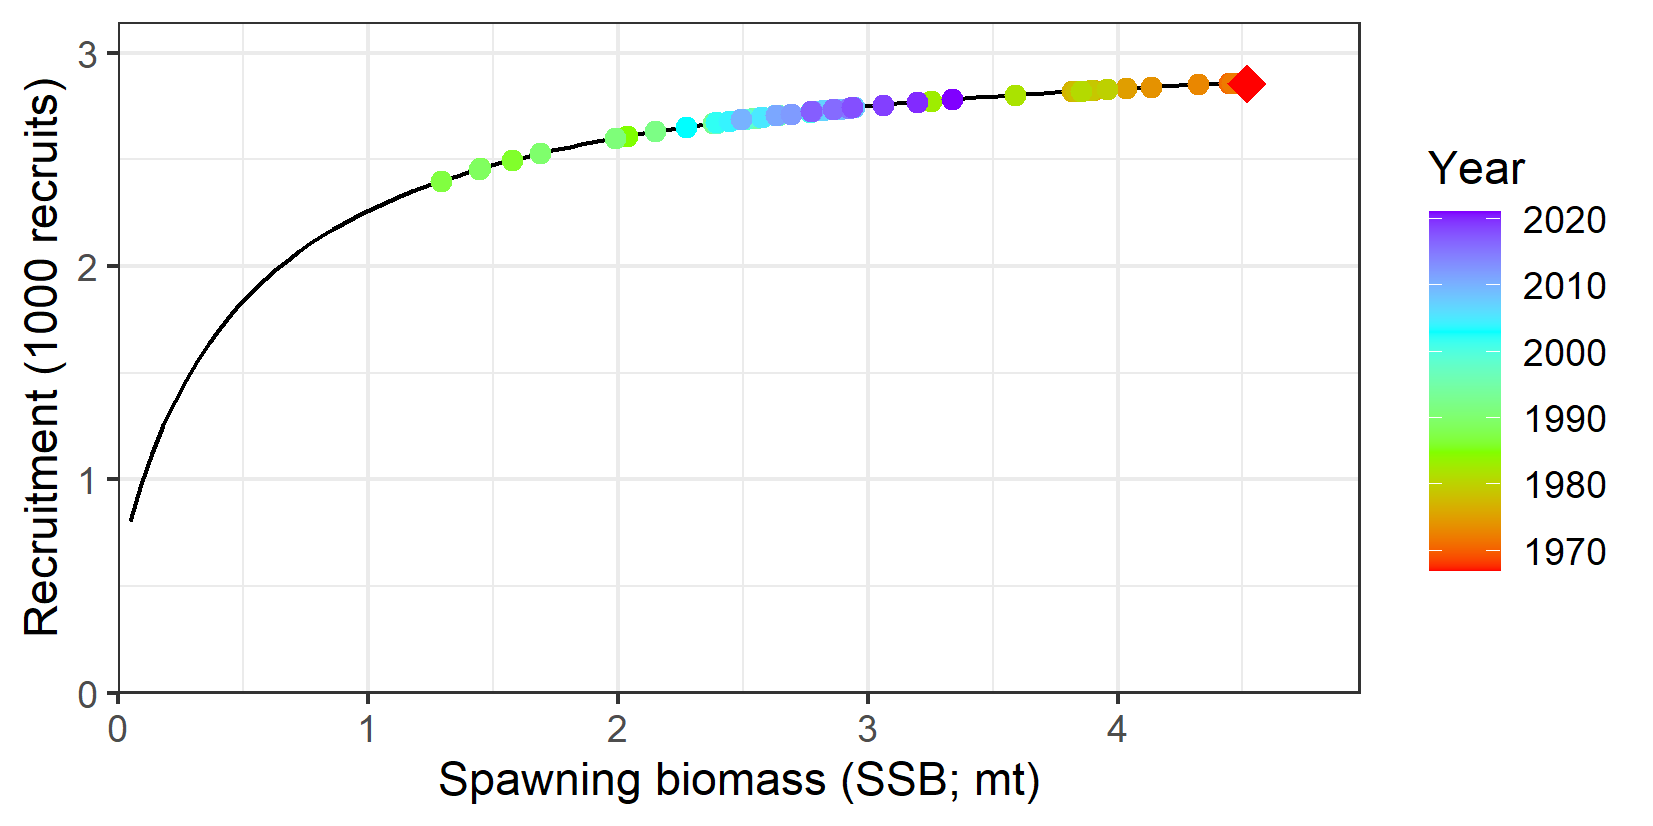 Recruitment (1000 recruits)
3
2
1
0
0 1 2 3 4
Spawning biomass (SSB; mt)
Year
2020
2010
2000
1990
1980
1970